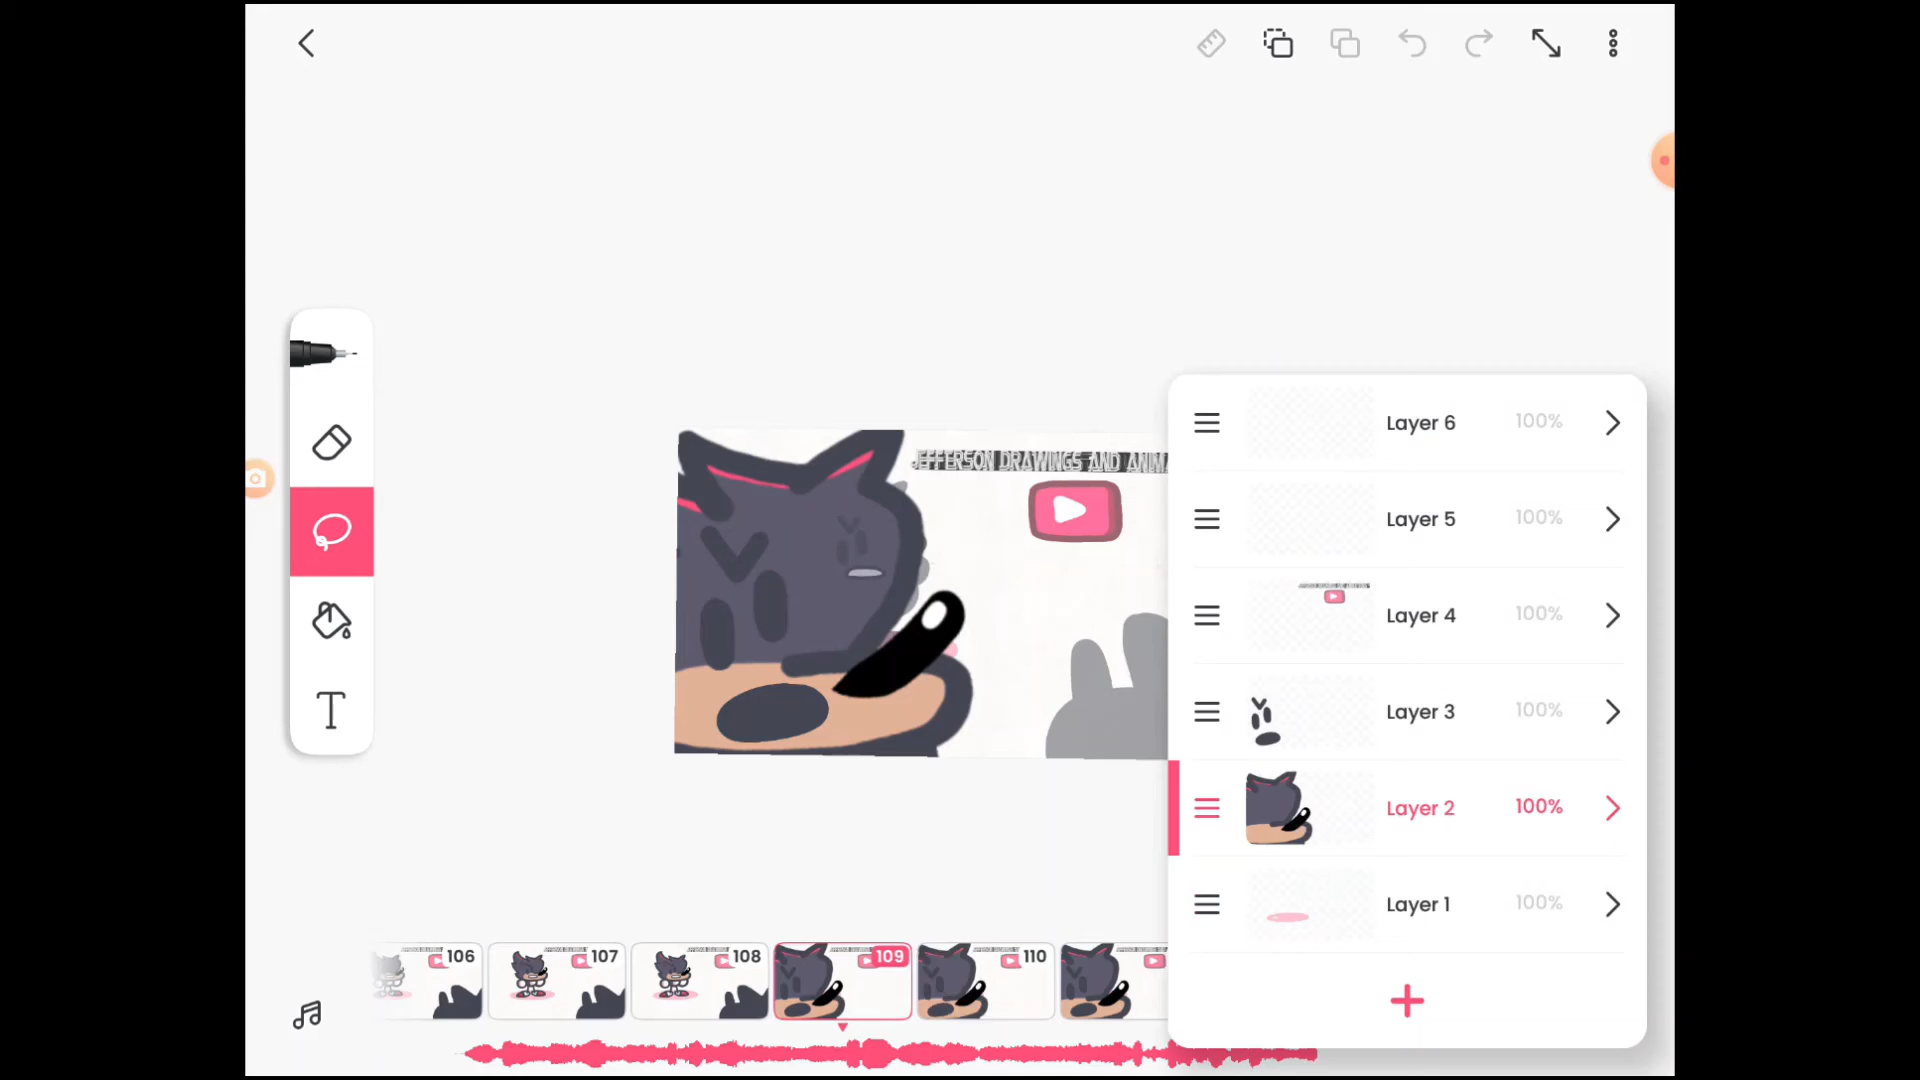 JEFFERSON DRAWINGS AND ANIMA
Layer 6 100%
Layer 5 100%
Layer 4 100%
Layer 3 100%
Layer 2 100%
Layer 1 100%
T
106 107 108 109 110